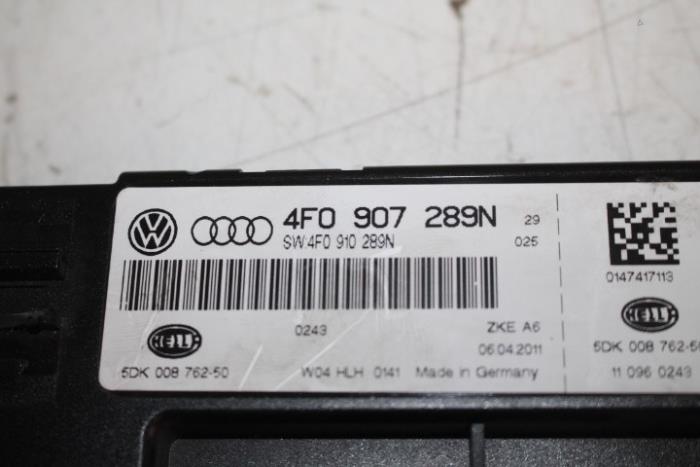 4F0 907 289N 29
SW:4F0 910 289N 025
0147417113
0243 ZKE A6
06.04.2011
HELLA HELLA
5DK 008 762-50 W04 HLH 0141 Made in Germany
5DK 008 762-50
11 096 0243